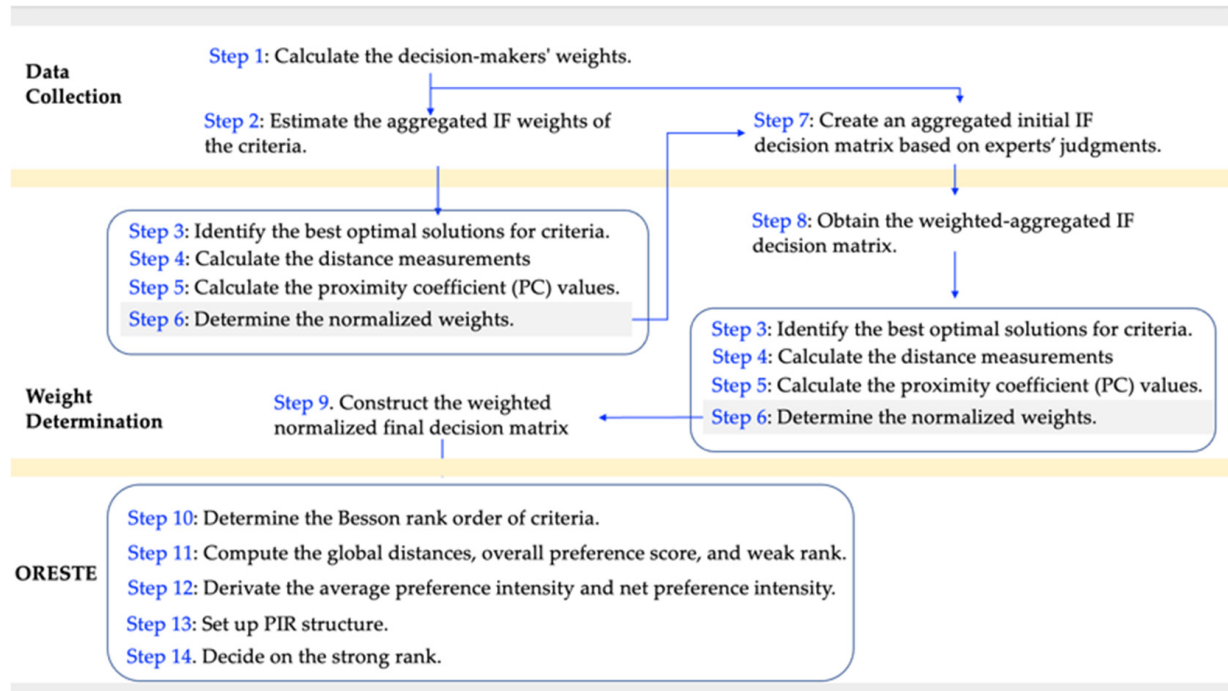 Data
Collection
Step 1: Calculate the decision-makers' weights.
Step 2: Estimate the aggregated IF weights of
the criteria.
Step 7: Create an aggregated initial IF
decision matrix based on experts' judgments.
Step 3: Identify the best optimal solutions for criteria.
Step 4: Calculate the distance measurements
Step 5: Calculate the proximity coefficient (PC) values.
Step 6: Determine the normalized weights.
Step 8: Obtain the weighted-aggregated IF
decision matrix.
Step 3: Identify the best optimal solutions for criteria.
Step 4: Calculate the distance measurements
Step 5: Calculate the proximity coefficient (PC) values.
Step 6: Determine the normalized weights.
Weight
Determination
Step 9. Construct the weighted
normalized final decision matrix
ORESTE
Step 10: Determine the Besson rank order of criteria.
Step 11: Compute the global distances, overall preference score, and weak rank.
Step 12: Derivate the average preference intensity and net preference intensity.
Step 13: Set up PIR structure.
Step 14. Decide on the strong rank.